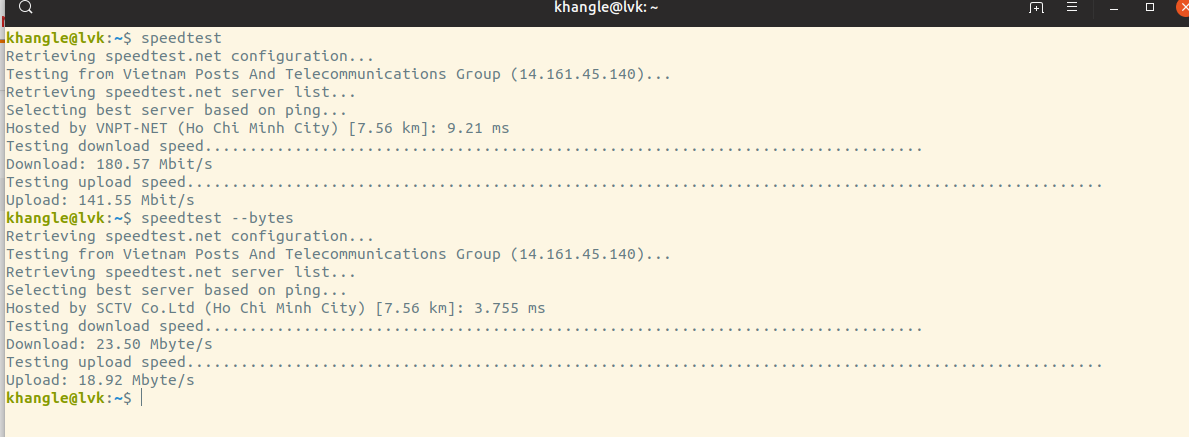 khangle@lvk: ~
khangle@lvk:~$ speedtest
Retrieving speedtest.net configuration...
Testing from Vietnam Posts And Telecommunications Group (14.161.45.140)...
Retrieving speedtest.net server list...
Selecting best server based on ping...
Hosted by VNPT-NET (Ho Chi Minh City) [7.56 km]: 9.21 ms
Testing download speed................................................................................
Download: 180.57 Mbit/s
Testing upload speed......................................................................................................
Upload: 141.55 Mbit/s
khangle@lvk:~$ speedtest --bytes
Retrieving speedtest.net configuration...
Testing from Vietnam Posts And Telecommunications Group (14.161.45.140)...
Retrieving speedtest.net server list...
Selecting best server based on ping...
Hosted by SCTV Co.Ltd (Ho Chi Minh City) [7.56 km]: 3.755 ms
Testing download speed................................................................................
Download: 23.50 Mbyte/s
Testing upload speed......................................................................................................
Upload: 18.92 Mbyte/s
khangle@lvk:~$